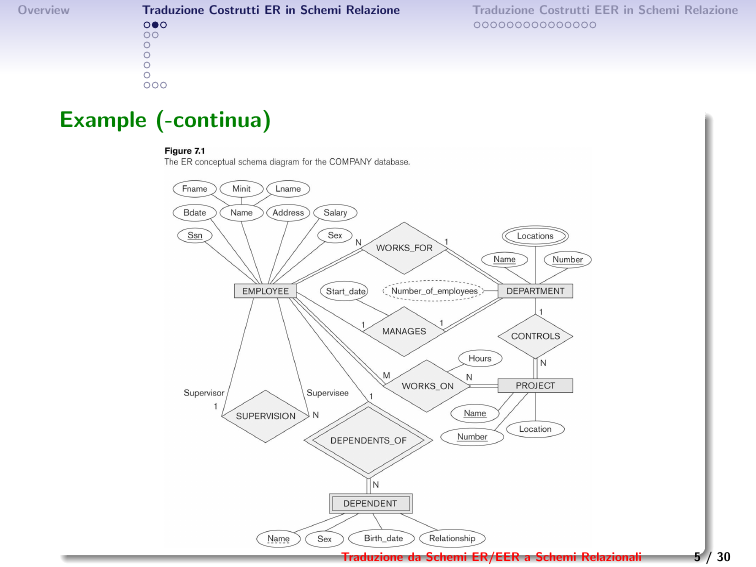 Overview Traduzione Costrutti ER in Schemi Relazione Traduzione Costrutti EER in Schemi Relazione
Example (-continua)
Figure 7.1
The ER conceptual schema diagram for the COMPANY database.
Fname Minit Lname
Bdate Name Address Salary
Ssn Sex N WORKS_FOR 1 Locations
Name Number
EMPLOYEE Start_date Number_of_employees DEPARTMENT
1 MANAGES 1
1
CONTROLS
N
Hours
M WORKS_ON N PROJECT
Supervisor Supervisee 1
1 SUPERVISION N
Name
Number Location
DEPENDENTS_OF
N
DEPENDENT
Name Sex Birth_date Relationship
Traduzione da Schemi ER/EER a Schemi Relazionali 5 / 30